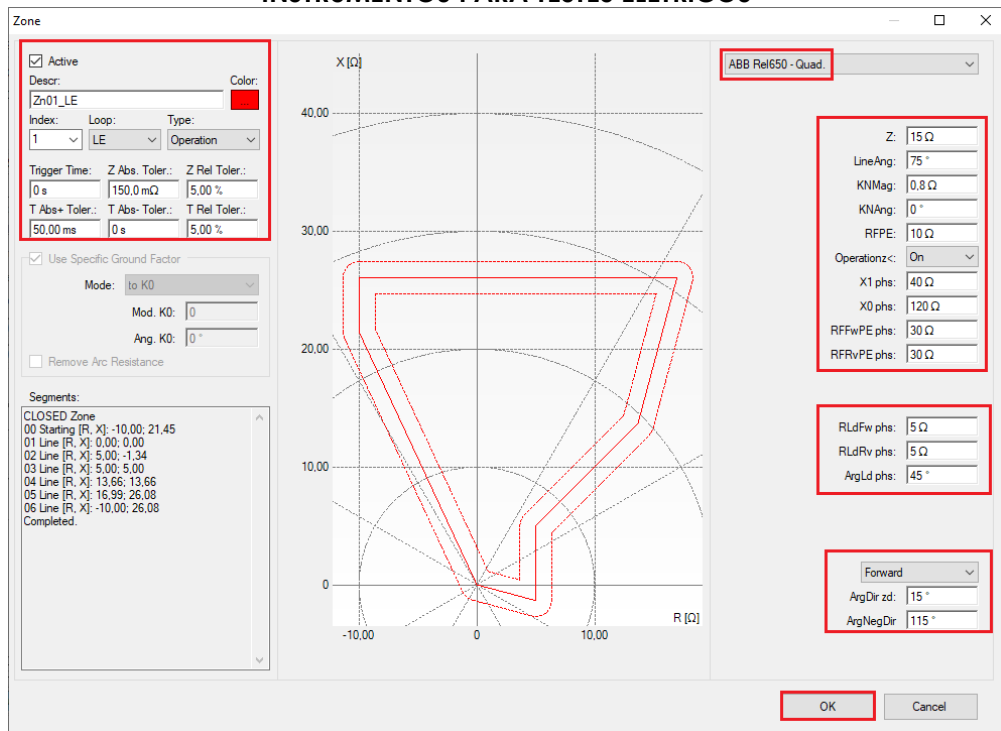 INSTRUMENTOS PARA TESTES ELÉTRICOS
Zone
Active
Descr:
Color:
Zn01_LE
...
Index:
Loop:
Type:
1
LE
Operation
Trigger Time:
Z Abs. Toler.:
Z Rel Toler.:
0 s
150,0 mΩ
5,00 %
T Abs+ Toler.:
T Abs- Toler.:
T Rel Toler.:
50,00 ms
0 s
5,00 %
Use Specific Ground Factor
Mode:
to K0
Mod. K0:
0
Ang. K0:
0 °
Remove Arc Resistance
Segments:
CLOSED Zone
00 Starting [R, X]: -10,00; 21,45
01 Line [R, X]: 0,00; 0,00
02 Line [R, X]: 5,00; -1,34
03 Line [R, X]: 5,00; 5,00
04 Line [R, X]: 13,66; 13,66
05 Line [R, X]: 16,99; 26,08
06 Line [R, X]: -10,00; 26,08
Completed.
X [Ω]
40,00
30,00
20,00
10,00
0
-10,00
0
10,00
R [Ω]
ABB Rel650 - Quad.
Z:
15 Ω
LineAng:
75 °
KNMag:
0,8 Ω
KNAng:
0 °
RFPE:
10 Ω
Operationz<:
On
X1 phs:
40 Ω
X0 phs:
120 Ω
RFFwPE phs:
30 Ω
RFRvPE phs:
30 Ω
RLdFw phs:
5 Ω
RLdRv phs:
5 Ω
ArgLd phs:
45 °
Forward
ArgDir zd:
15 °
ArgNegDir
115 °
OK
Cancel